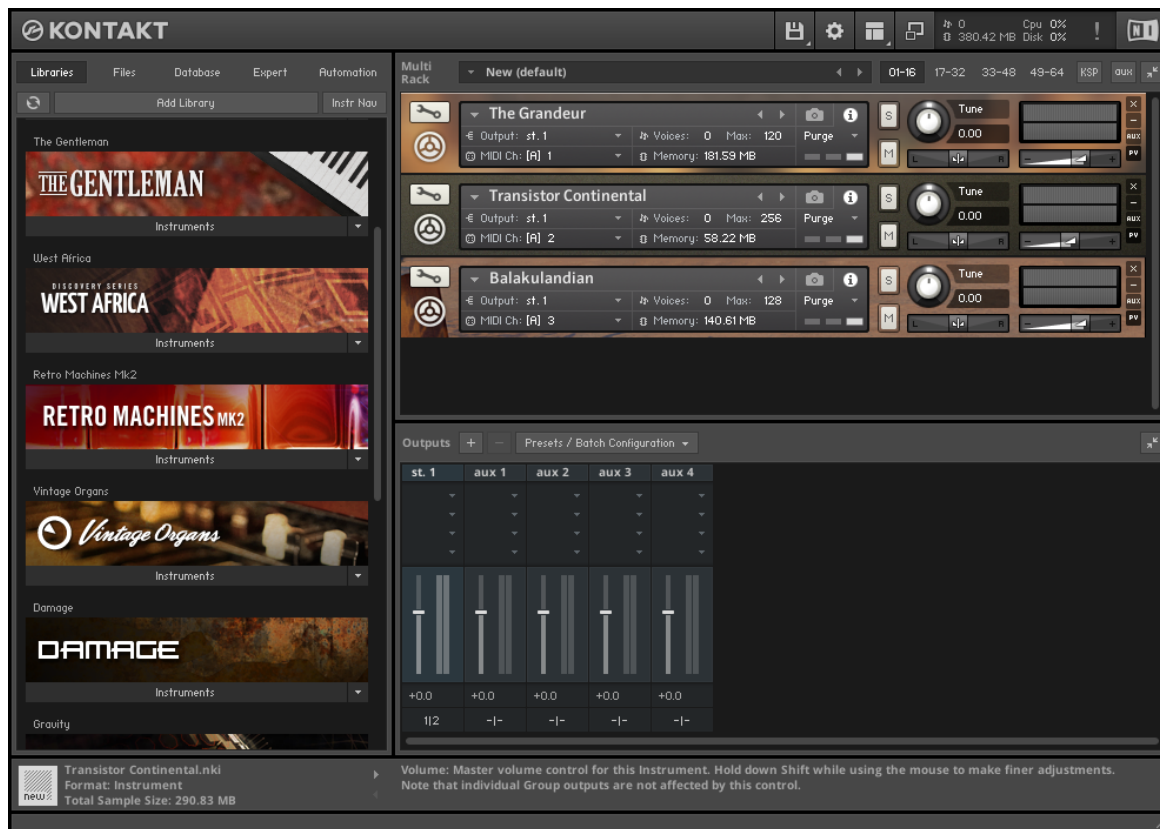 KONTAKT
0 Cpu 0%
380.42 MB Disk 0%
!
NI
Libraries Files Database Expert Automation
Add Library Instr Nav
The Gentleman
THE GENTLEMAN
Instruments
West Africa
DISCOVERY SERIES
WEST AFRICA
Instruments
Retro Machines Mk2
RETRO MACHINES MK2
Instruments
Vintage Organs
Vintage Organs
Instruments
Damage
DAMAGE
Instruments
Gravity
Multi
Rack
New (default) 01-16 17-32 33-48 49-64 KSP aux
The Grandeur
Output: st. 1 Voices: 0 Max: 120 Purge
MIDI Ch: [A] 1 Memory: 181.59 MB
S
M
Tune
0.00
L R
- +
×
-
AUX
PV
Transistor Continental
Output: st. 1 Voices: 0 Max: 256 Purge
MIDI Ch: [A] 2 Memory: 58.22 MB
S
M
Tune
0.00
L R
- +
×
-
AUX
PV
Balakulandian
Output: st. 1 Voices: 0 Max: 128 Purge
MIDI Ch: [A] 3 Memory: 140.61 MB
S
M
Tune
0.00
L R
- +
×
-
AUX
PV
Outputs + - Presets / Batch Configuration
st. 1 aux 1 aux 2 aux 3 aux 4
+0.0 +0.0 +0.0 +0.0 +0.0
1|2 -|- -|- -|- -|-
new
Transistor Continental.nki
Format: Instrument
Total Sample Size: 290.83 MB
Volume: Master volume control for this Instrument. Hold down Shift while using the mouse to make finer adjustments.
Note that individual Group outputs are not affected by this control.